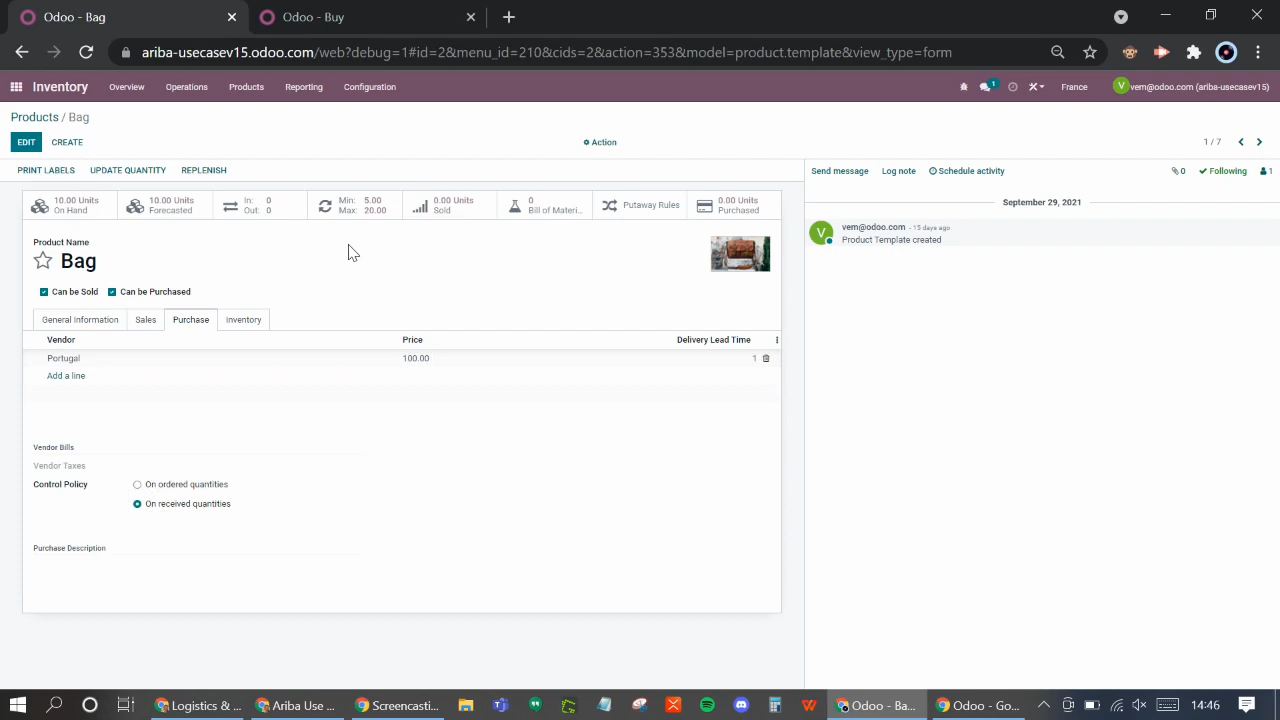 Odoo - Bag
Odoo - Buy
ariba-usecasev15.odoo.com/web?debug=1#id=2&menu_id=210&cids=2&action=353&model=product.template&view_type=form
Inventory Overview Operations Products Reporting Configuration 1 France V vem@odoo.com (ariba-usecasev15)
Products / Bag
EDIT CREATE Action 1 / 7
PRINT LABELS UPDATE QUANTITY REPLENISH Send message Log note Schedule activity 0 Following 1
10.00 Units
On Hand
10.00 Units
Forecasted
In: 0
Out: 0
Min: 5.00
Max: 20.00
0.00 Units
Sold
0
Bill of Materi...
Putaway Rules
0.00 Units
Purchased
September 29, 2021
V
vem@odoo.com - 15 days ago
Product Template created
Product Name
Bag
Can be Sold Can be Purchased
General Information Sales Purchase Inventory
Vendor Price Delivery Lead Time
Portugal 100.00 1
Add a line
Vendor Bills
Vendor Taxes
Control Policy On ordered quantities
On received quantities
Purchase Description
Logistics & ... Ariba Use ... Screencasti... Odoo - Ba... Odoo - Go... 14:46